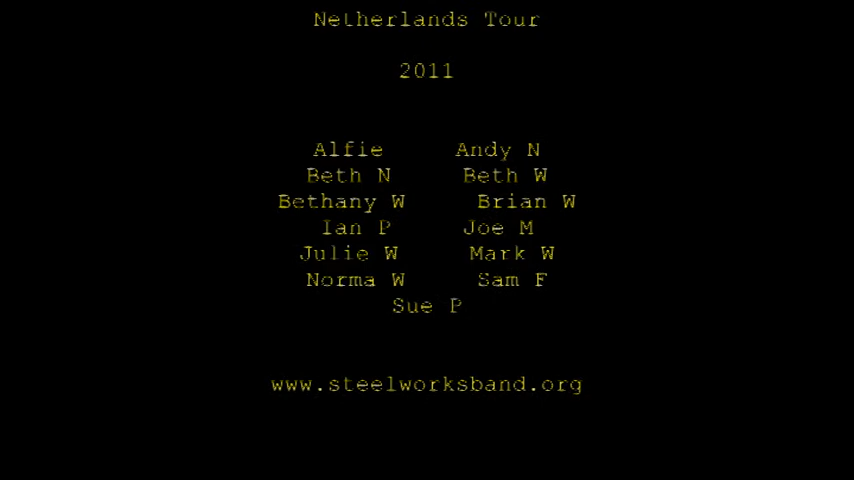 Netherlands Tour
2011
Alfie Andy N
Beth N Beth W
Bethany W Brian W
Ian P Joe M
Julie W Mark W
Norma W Sam F
Sue P
www.steelworksband.org